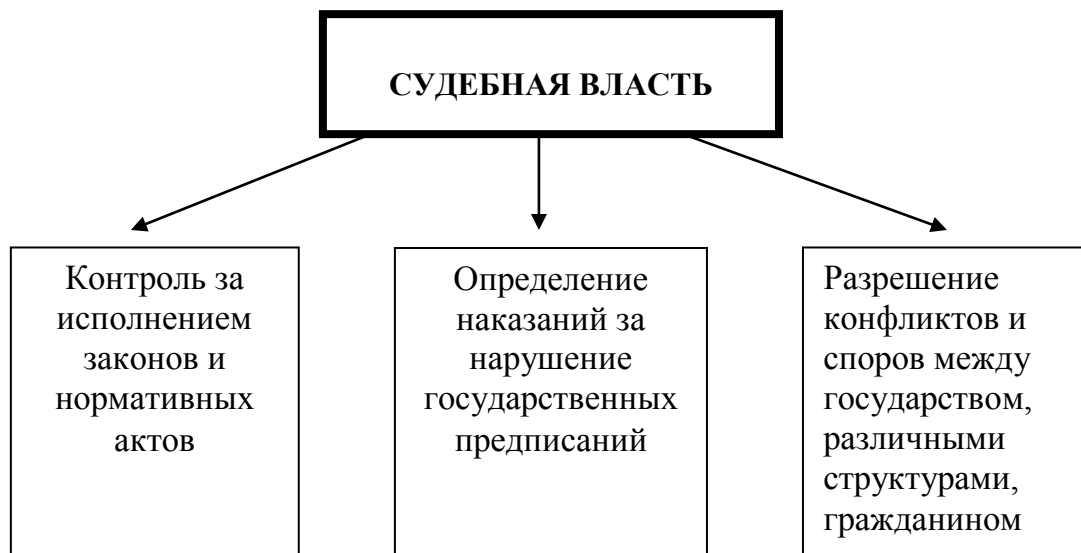 СУДЕБНАЯ ВЛАСТЬ
Контроль за
исполнением
законов и
нормативных
актов
Определение
наказаний за
нарушение
государственных
предписаний
Разрешение
конфликтов и
споров между
государством,
различными
структурами,
гражданином